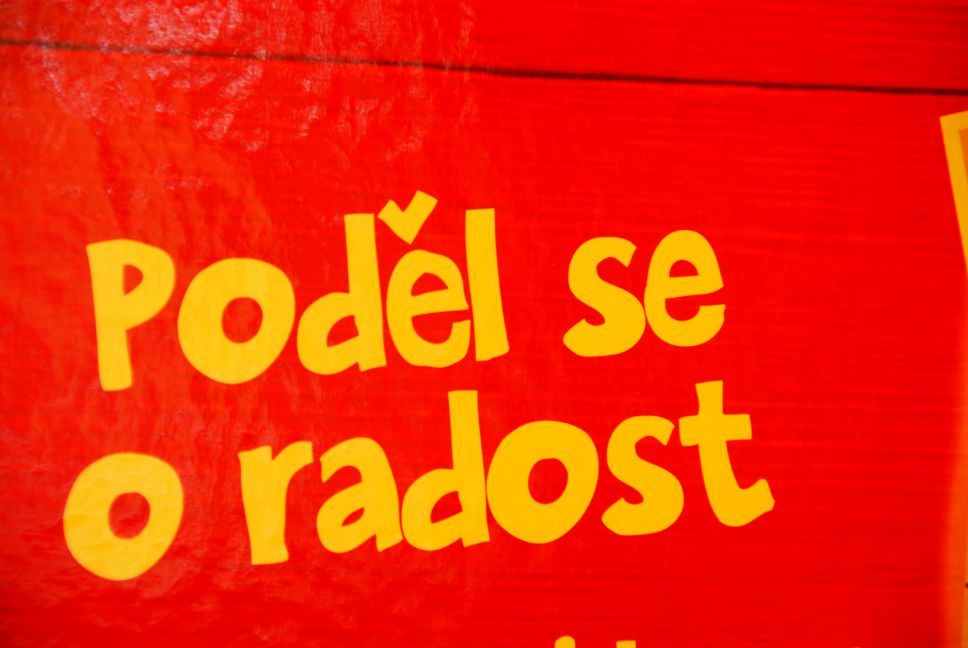 Poděl se
o radost